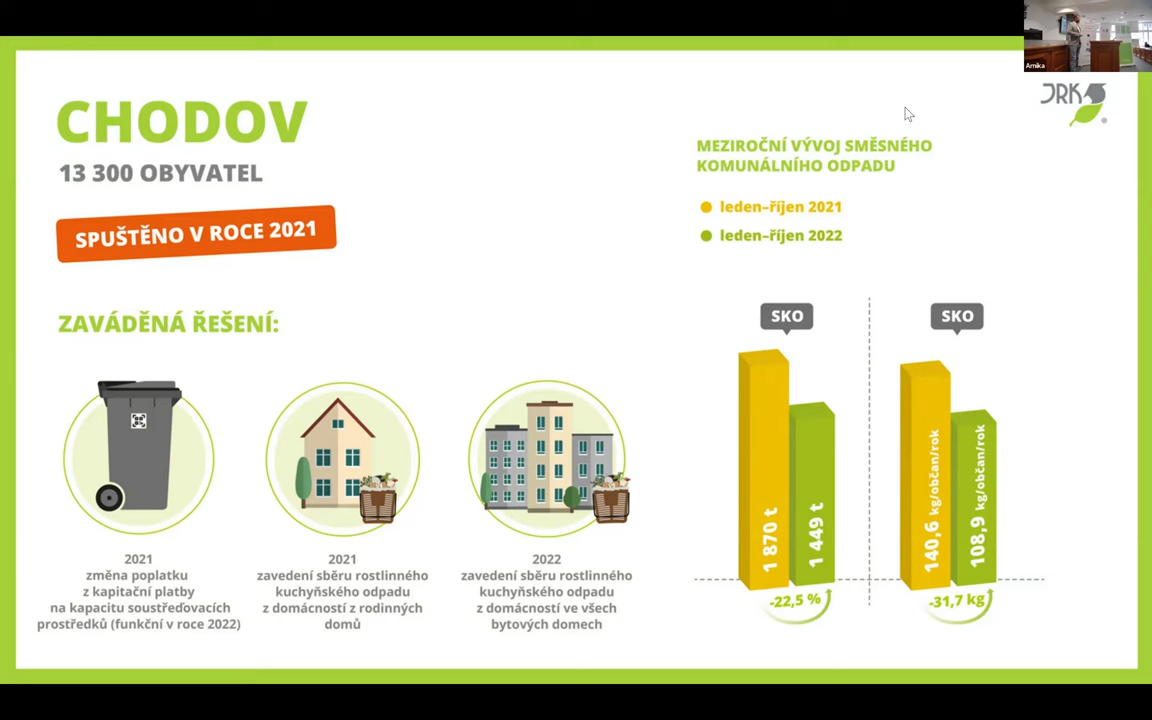 Arnika
JRK
CHODOV
13 300 OBYVATEL
SPUŠTĚNO V ROCE 2021
ZAVÁDĚNÁ ŘEŠENÍ:
2021
změna poplatku
z kapitační platby
na kapacitu soustřeďovacích
prostředků (funkční v roce 2022)
2021
zavedení sběru rostlinného
kuchyňského odpadu
z domácností z rodinných
domů
2022
zavedení sběru rostlinného
kuchyňského odpadu
z domácností ve všech
bytových domech
MEZIROČNÍ VÝVOJ SMĚSNÉHO
KOMUNÁLNÍHO ODPADU
leden–říjen 2021
leden–říjen 2022
SKO
1 870 t
1 449 t
-22,5 %
SKO
140,6 kg/občan/rok
108,9 kg/občan/rok
-31,7 kg